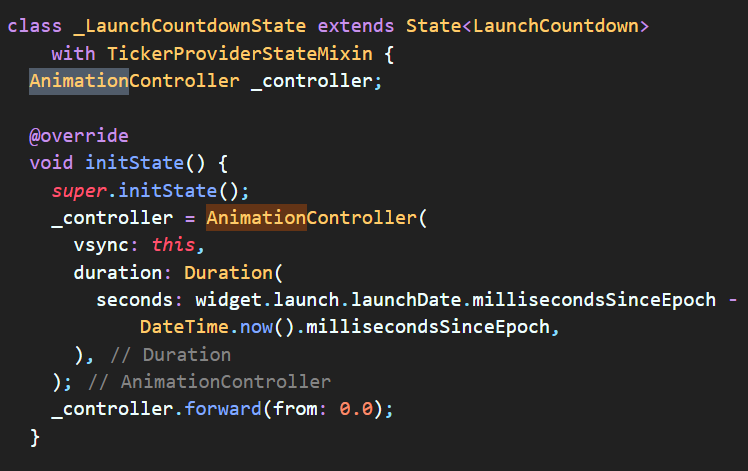 class _LaunchCountdownState extends State<LaunchCountdown>
    with TickerProviderStateMixin {
  AnimationController _controller;

  @override
  void initState() {
    super.initState();
    _controller = AnimationController(
      vsync: this,
      duration: Duration(
        seconds: widget.launch.launchDate.millisecondsSinceEpoch -
            DateTime.now().millisecondsSinceEpoch,
      ), // Duration
    ); // AnimationController
    _controller.forward(from: 0.0);
  }